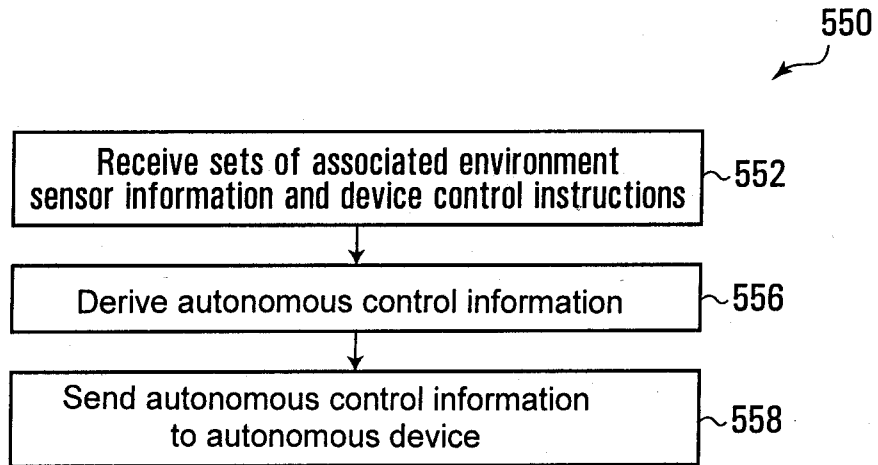 550
Receive sets of associated environment
sensor information and device control instructions
552
Derive autonomous control information
556
Send autonomous control information
to autonomous device
558